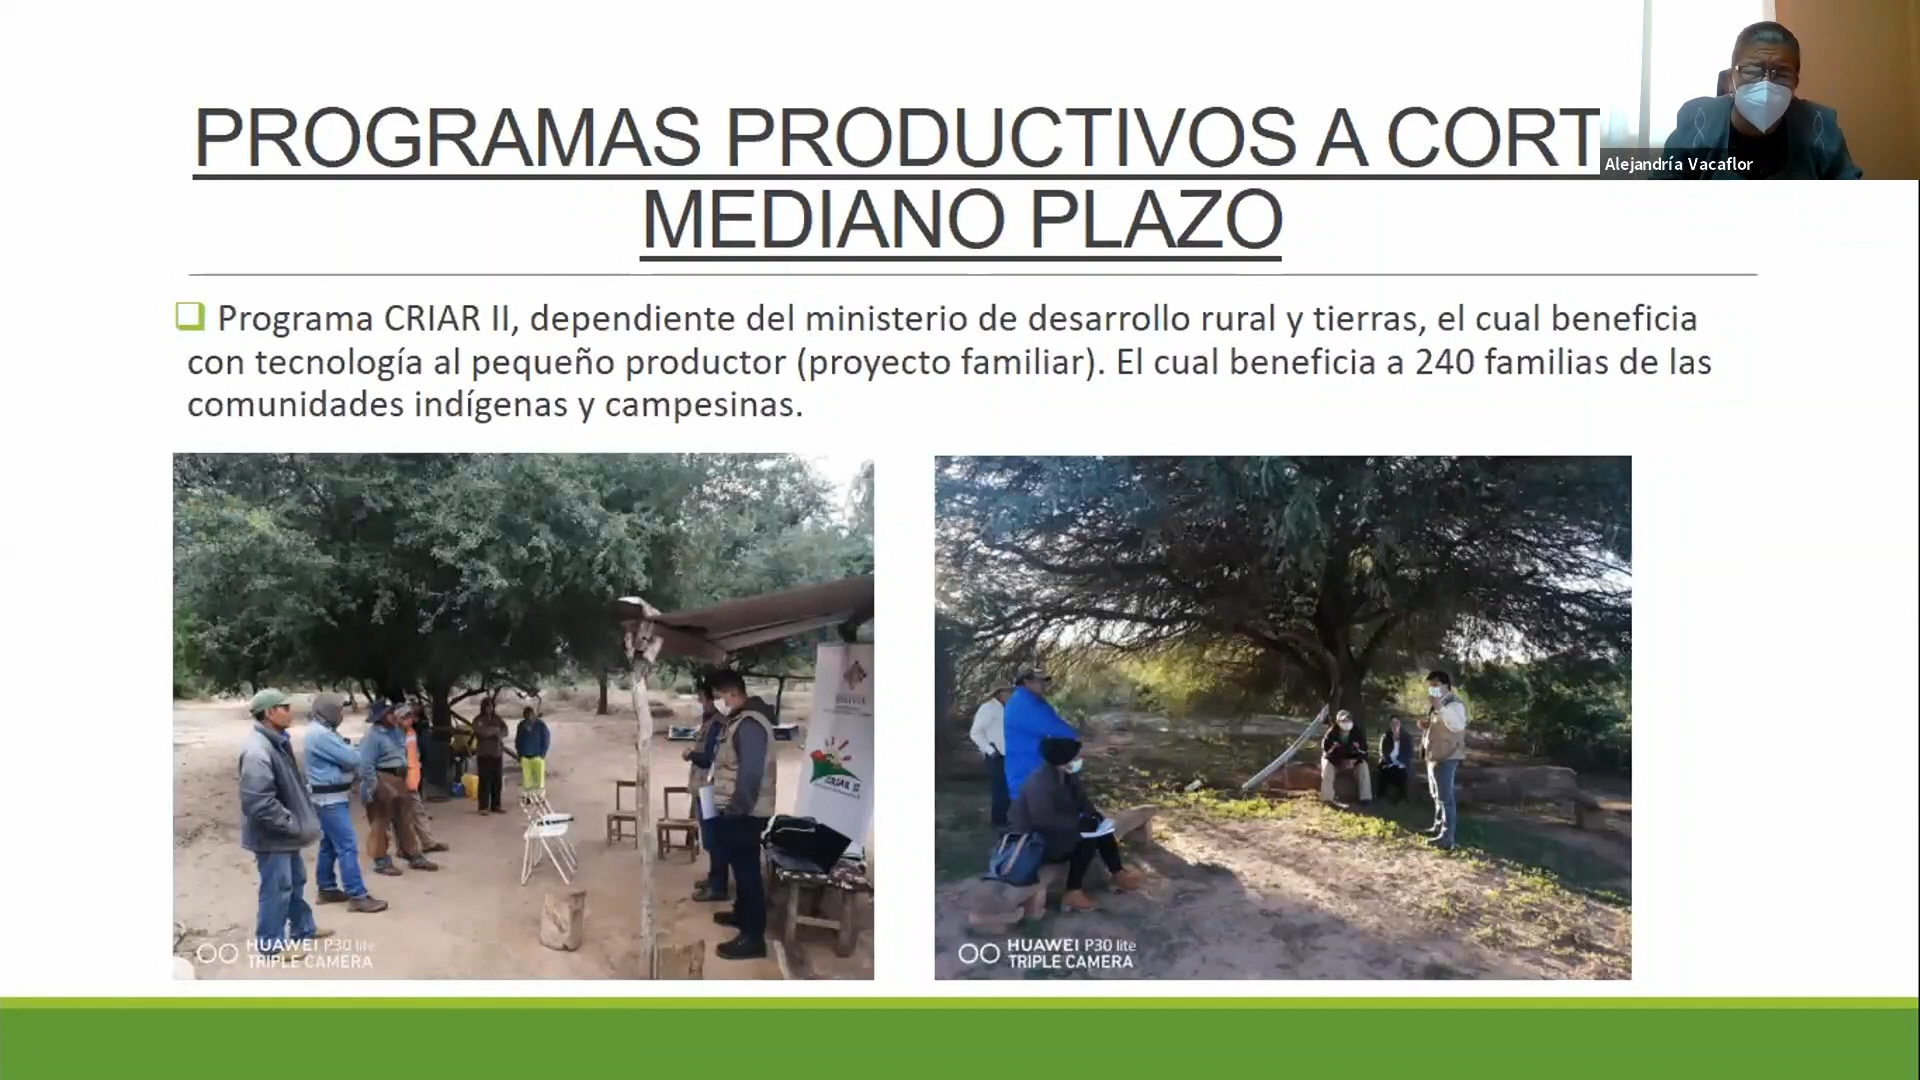 PROGRAMAS PRODUCTIVOS A CORT
MEDIANO PLAZO
Alejandría Vacaflor
Programa CRIAR II, dependiente del ministerio de desarrollo rural y tierras, el cual beneficia
con tecnología al pequeño productor (proyecto familiar). El cual beneficia a 240 familias de las
comunidades indígenas y campesinas.
CRIAR II
HUAWEI P30 lite
TRIPLE CAMERA
HUAWEI P30 lite
TRIPLE CAMERA